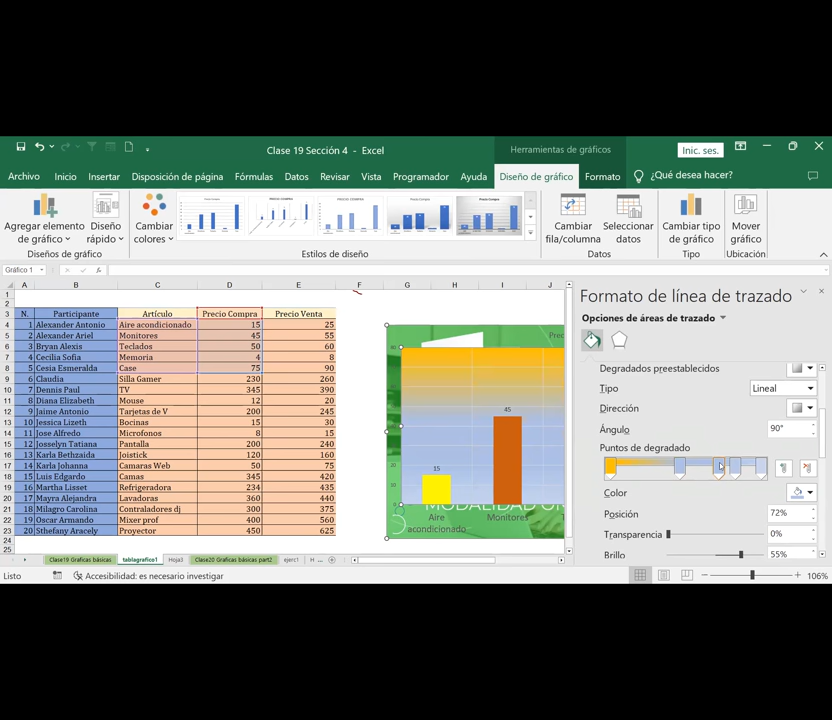 Clase 19 Sección 4 - Excel
Herramientas de gráficos
Inic. ses.
Archivo Inicio Insertar Disposición de página Fórmulas Datos Revisar Vista Programador Ayuda Diseño de gráfico Formato ¿Qué desea hacer?
Agregar elemento de gráfico
Diseño rápido
Cambiar colores
Cambiar fila/columna
Seleccionar datos
Cambiar tipo de gráfico
Mover gráfico
Diseños de gráfico
Estilos de diseño
Datos
Tipo
Ubicación
Gráfico 1
fx
A B C D E F G H I J
N. Participante Artículo Precio Compra Precio Venta
1 Alexander Antonio Aire acondicionado 15 25
2 Alexander Ariel Monitores 45 55
3 Bryan Alexis Teclados 50 60
4 Cecilia Sofia Memoria 4 8
5 Cesia Esmeralda Case 75 90
6 Claudia Silla Gamer 230 260
7 Dennis Paul TV 345 390
8 Diana Elizabeth Mouse 12 20
9 Jaime Antonio Tarjetas de V 200 245
10 Jessica Lizeth Bocinas 15 30
11 Jose Alfredo Microfonos 8 15
12 Josselyn Tatiana Pantalla 200 240
13 Karla Bethzaida Joistick 120 160
14 Karla Johanna Camaras Web 50 75
15 Luis Edgardo Camas 345 420
16 Martha Lisset Refrigeradora 234 435
17 Mayra Alejandra Lavadoras 360 440
18 Milagro Carolina Contraladores dj 300 375
19 Oscar Armando Mixer prof 400 560
20 Sthefany Aracely Proyector 450 625
Preci
45
15
Aire acondicionado
Monitores
MODALIDAD
Formato de línea de trazado
Opciones de áreas de trazado
Degradados preestablecidos
Tipo Lineal
Dirección
Ángulo 90°
Puntos de degradado
Color
Posición 72%
Transparencia 0%
Brillo 55%
Clase19 Gráficas básicas tablagrafico1 Hoja3 Clase20 Graficas básicas part2 ejerc1 H ...
Listo Accesibilidad: es necesario investigar 106%